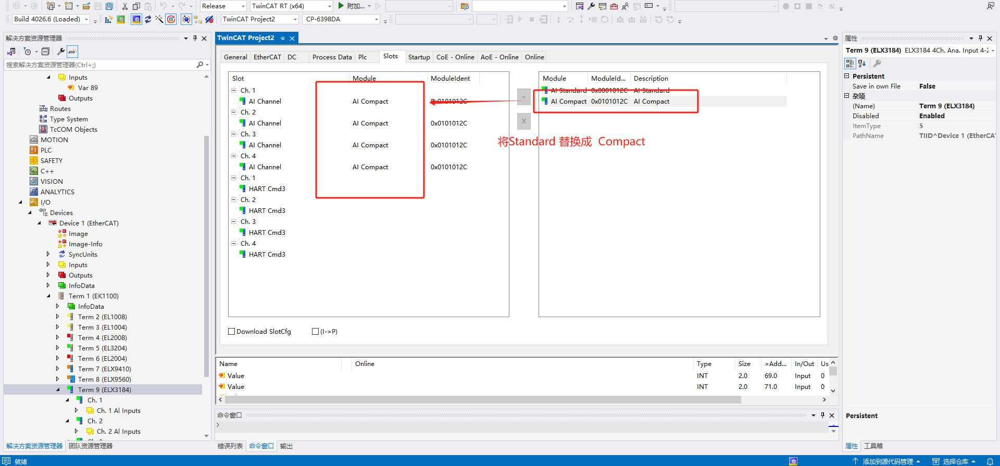 Release
TwinCAT RT (x64)
附加...
Build 4026.6 (Loaded)
TwinCAT Project2
CP-6398DA
解决方案资源管理器
搜索解决方案资源管理器(Ctrl+;)
Inputs
Var 89
Outputs
Routes
Type System
TcCOM Objects
MOTION
PLC
SAFETY
C++
VISION
ANALYTICS
I/O
Devices
Device 1 (EtherCAT)
Image
Image-Info
SyncUnits
Inputs
Outputs
InfoData
Term 1 (EK1100)
InfoData
Term 2 (EL1008)
Term 3 (EL1004)
Term 4 (EL2008)
Term 5 (EL3204)
Term 6 (EL2004)
Term 7 (ELX9410)
Term 8 (ELX9560)
Term 9 (ELX3184)
Ch. 1
Ch. 1 AI Inputs
Ch. 2
Ch. 2 AI Inputs
解决方案资源管理器 团队资源管理器
TwinCAT Project2
General EtherCAT DC Process Data Plc Slots Startup CoE - Online AoE - Online Online
Slot Module ModuleIdent
Ch. 1
AI Channel AI Compact 0x0101012C
Ch. 2
AI Channel AI Compact 0x0101012C
Ch. 3
AI Channel AI Compact 0x0101012C
Ch. 4
AI Channel AI Compact 0x0101012C
Ch. 1
HART Cmd3
Ch. 2
HART Cmd3
Ch. 3
HART Cmd3
Ch. 4
HART Cmd3
<
X
Module ModuleId... Description
AI Standard 0x0001012C AI Standard
AI Compact 0x0101012C AI Compact
将Standard 替换成 Compact
Download SlotCfg (I->P)
Name Online Type Size >Add... In/Out Us
Value INT 2.0 69.0 Input 0
Value INT 2.0 71.0 Input 0
命令窗口
>
错误列表 命令窗口 输出
属性
Term 9 (ELX3184) ELX3184 4Ch. Ana. Input 4-2
Persistent
Save in own File False
杂项
(Name) Term 9 (ELX3184)
Disabled Enabled
ItemType 5
PathName TIID^Device 1 (EtherCAT
Persistent
属性 工具箱
就绪
添加到源代码管理
选择仓库